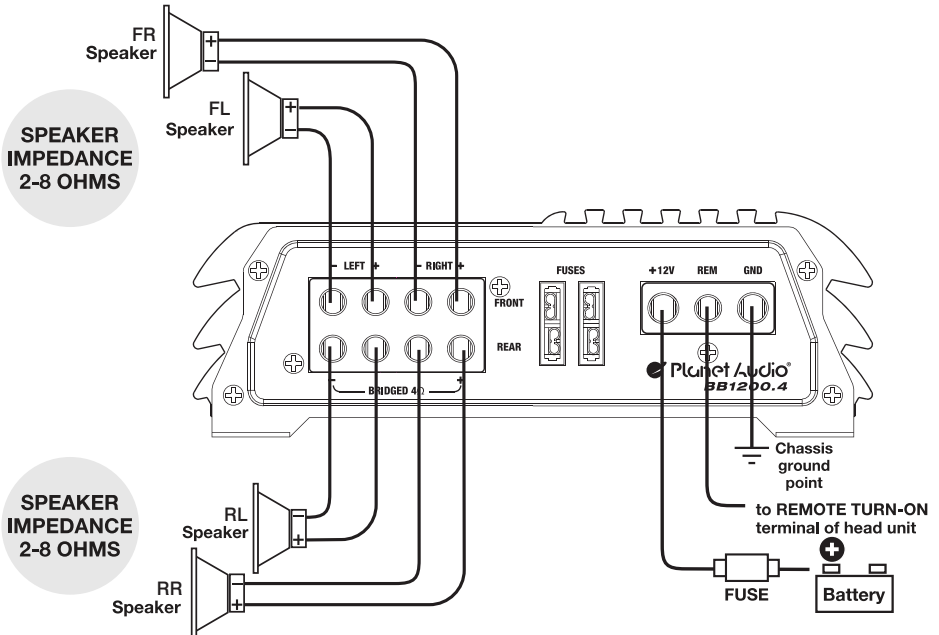 FR
Speaker
+
−
FL
Speaker
+
−
SPEAKER
IMPEDANCE
2-8 OHMS
- LEFT + - RIGHT +
FRONT
REAR
- BRIDGED 4Ω +
FUSES
+12V REM GND
Planet Audio®
BB1200.4
Chassis
ground
point
to REMOTE TURN-ON
terminal of head unit
+
FUSE
Battery
SPEAKER
IMPEDANCE
2-8 OHMS
RL
Speaker
−
+
RR
Speaker
−
+